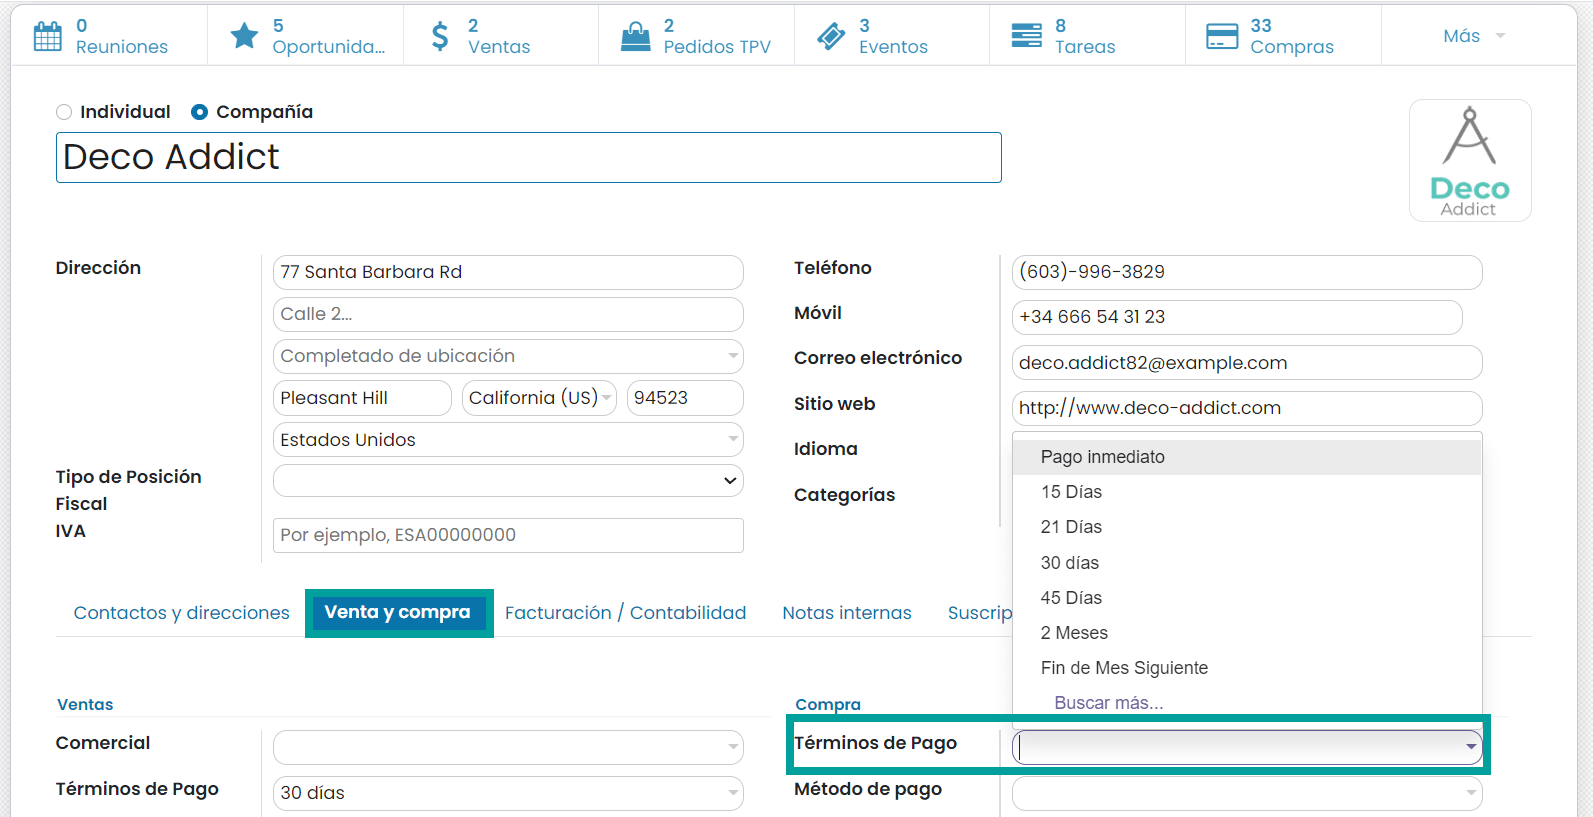 0
Reuniones
5
Oportunida...
2
Ventas
2
Pedidos TPV
3
Eventos
8
Tareas
33
Compras
Más
Individual
Compañía
Deco Addict
Deco
Addict
Dirección
77 Santa Barbara Rd
Calle 2...
Completado de ubicación
Pleasant Hill
California (US)
94523
Estados Unidos
Tipo de Posición
Fiscal
IVA
Por ejemplo, ESA00000000
Teléfono
(603)-996-3829
Móvil
+34 666 54 31 23
Correo electrónico
deco.addict82@example.com
Sitio web
http://www.deco-addict.com
Idioma
Categorías
Pago inmediato
15 Días
21 Días
30 días
45 Días
2 Meses
Fin de Mes Siguiente
Buscar más...
Contactos y direcciones
Venta y compra
Facturación / Contabilidad
Notas internas
Suscrip
Ventas
Comercial
Términos de Pago
30 días
Compra
Términos de Pago
Método de pago